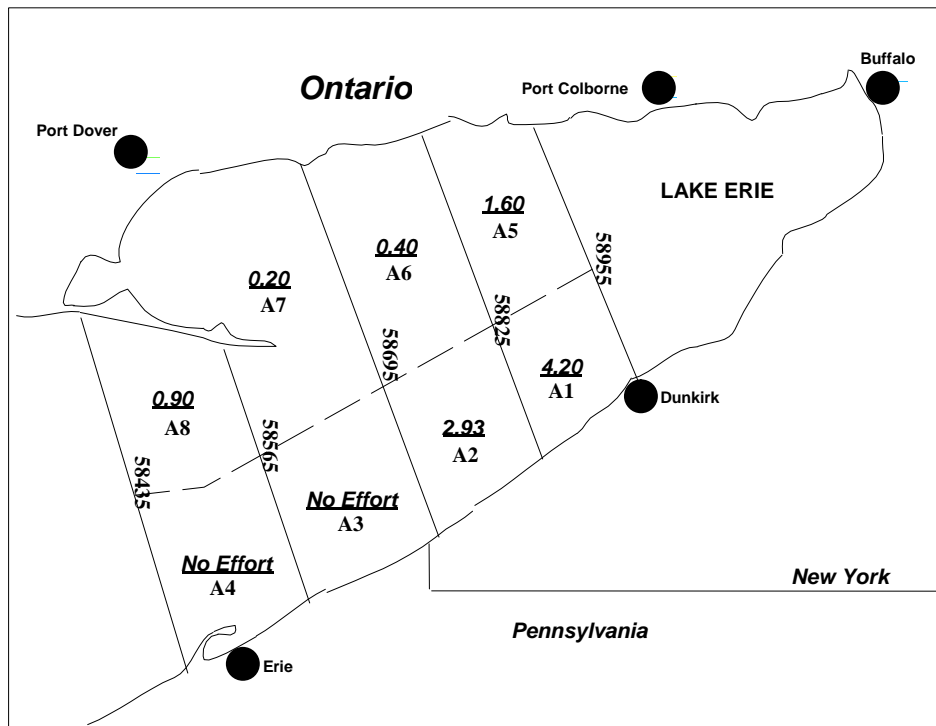 Buffalo
Ontario
Port Colborne
Port Dover
LAKE ERIE
1.60
A5
58955
0.40
A6
0.20
A7
58825
58695
4.20
A1
Dunkirk
0.90
A8
2.93
A2
58565
58435
No Effort
A3
No Effort
A4
New York
Pennsylvania
Erie